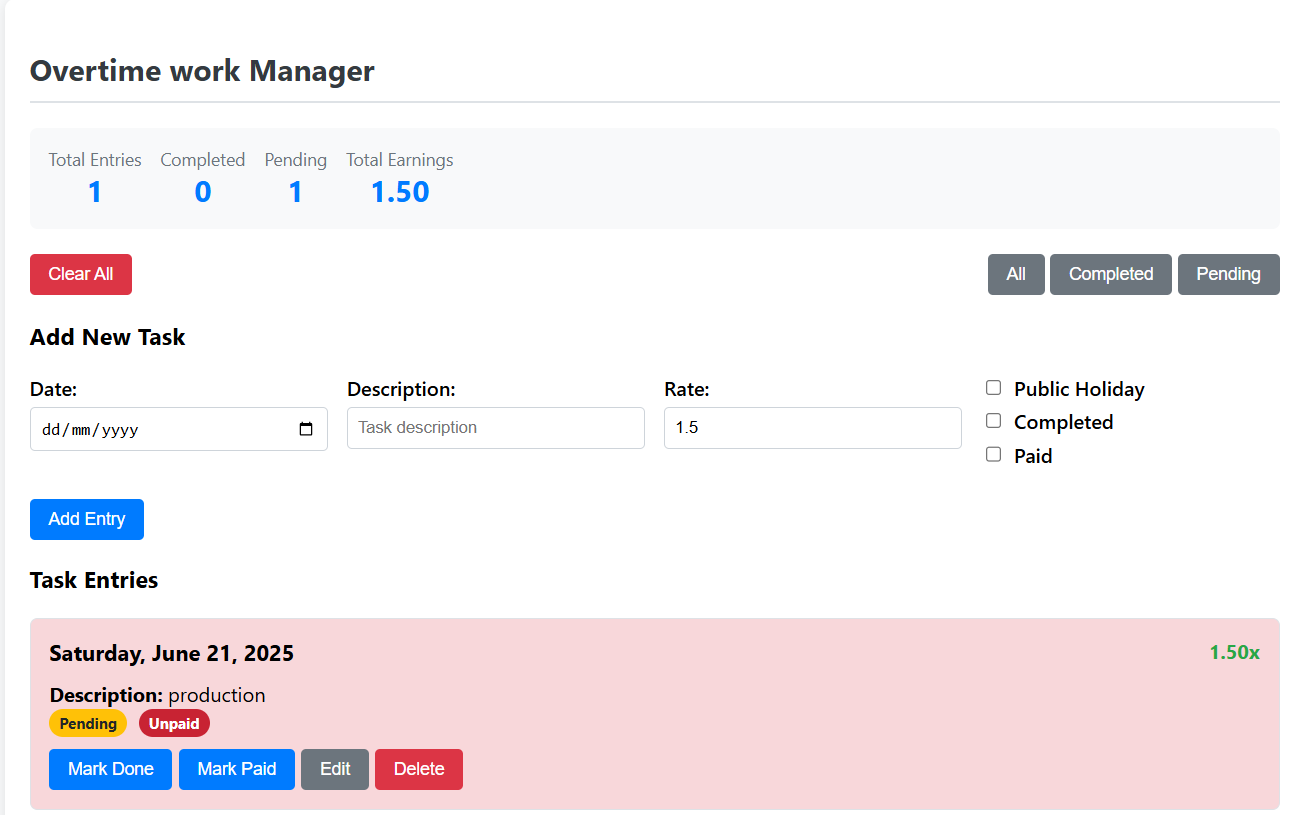 Overtime work Manager
Total Entries Completed Pending Total Earnings
1 0 1 1.50
Clear All All Completed Pending
Add New Task
Date: Description: Rate: Public Holiday
dd/mm/yyyy Task description 1.5 Completed
Paid
Add Entry
Task Entries
Saturday, June 21, 2025 1.50x
Description: production
Pending Unpaid
Mark Done Mark Paid Edit Delete